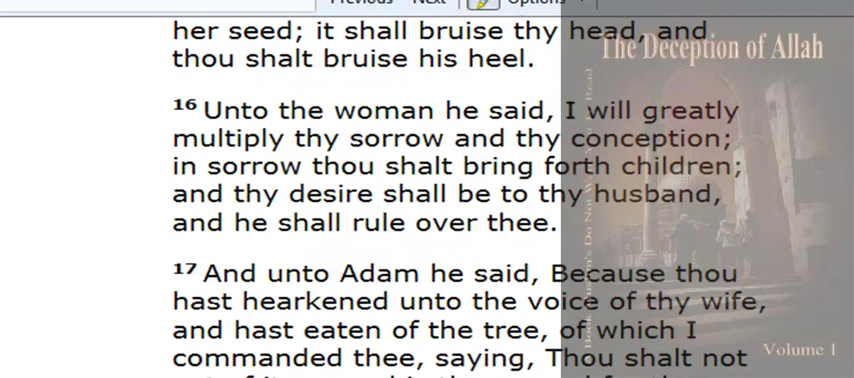 Previous Next Options
her seed; it shall bruise thy head, and
thou shalt bruise his heel.
16 Unto the woman he said, I will greatly
multiply thy sorrow and thy conception;
in sorrow thou shalt bring forth children;
and thy desire shall be to thy husband,
and he shall rule over thee.
17 And unto Adam he said, Because thou
hast hearkened unto the voice of thy wife,
and hast eaten of the tree, of which I
commanded thee, saying, Thou shalt not
The Deception of Allah
Volume 1